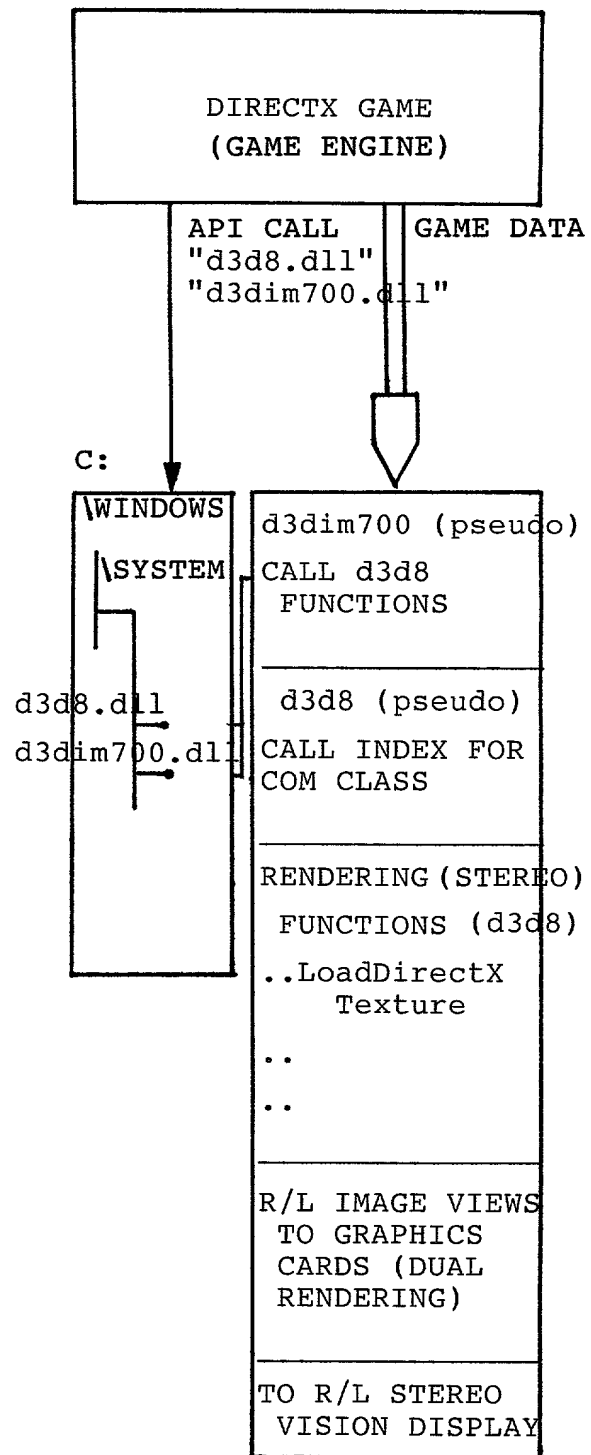 DIRECTX GAME
(GAME ENGINE)
API CALL
"d3d8.dll"
"d3dim700.dll"
GAME DATA
C:
\WINDOWS
\SYSTEM
d3d8.dll
d3dim700.dll
d3dim700 (pseudo)
CALL d3d8
FUNCTIONS
d3d8 (pseudo)
CALL INDEX FOR
COM CLASS
RENDERING (STEREO)
FUNCTIONS (d3d8)
..LoadDirectX
Texture
..
..
R/L IMAGE VIEWS
TO GRAPHICS
CARDS (DUAL
RENDERING)
TO R/L STEREO
VISION DISPLAY